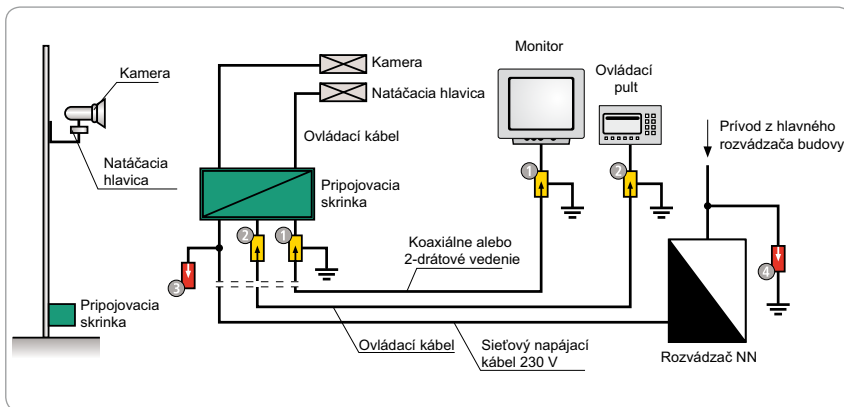 Kamera
Natáčacia
hlavica
Pripojovacia
skrinka
Kamera
Natáčacia hlavica
Ovládací kábel
Pripojovacia
skrinka
2
1
3
Monitor
Ovládací
pult
1
2
Prívod z hlavného
rozvádzača budovy
4
Koaxiálne alebo
2-drátové vedenie
Ovládací kábel
Sieťový napájací
kábel 230 V
Rozvádzač NN